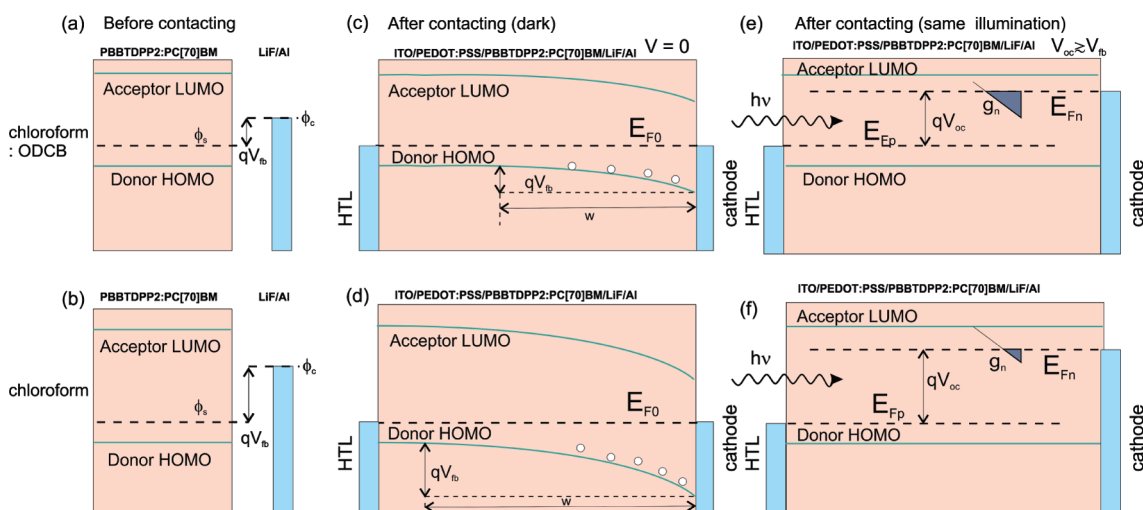 (a) Before contacting
PBBTDPP2:PC[70]BM LiF/Al
Acceptor LUMO
ϕs
ϕc
qVfb
Donor HOMO
chloroform
: ODCB
(b)
PBBTDPP2:PC[70]BM LiF/Al
Acceptor LUMO
ϕs
ϕc
qVfb
Donor HOMO
chloroform
(c) After contacting (dark) V = 0
ITO/PEDOT:PSS/PBBTDPP2:PC[70]BM/LiF/Al
Acceptor LUMO
EF0
Donor HOMO
qVfb
w
HTL
cathode
(d) ITO/PEDOT:PSS/PBBTDPP2:PC[70]BM/LiF/Al
Acceptor LUMO
EF0
Donor HOMO
qVfb
w
HTL
cathode
(e) After contacting (same illumination)
ITO/PEDOT:PSS/PBBTDPP2:PC[70]BM/LiF/Al Voc≳Vfb
Acceptor LUMO
hν
gn
EFn
qVoc
EFp
Donor HOMO
HTL
cathode
(f) ITO/PEDOT:PSS/PBBTDPP2:PC[70]BM/LiF/Al
Acceptor LUMO
hν
gn
EFn
qVoc
EFp
Donor HOMO
HTL
cathode